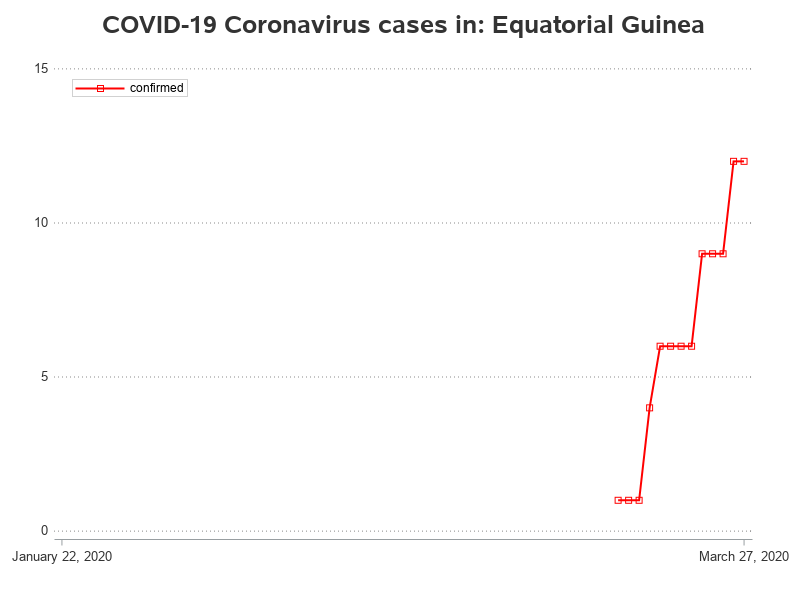 COVID-19 Coronavirus cases in: Equatorial Guinea
15
confirmed
10
5
0
January 22, 2020
March 27, 2020